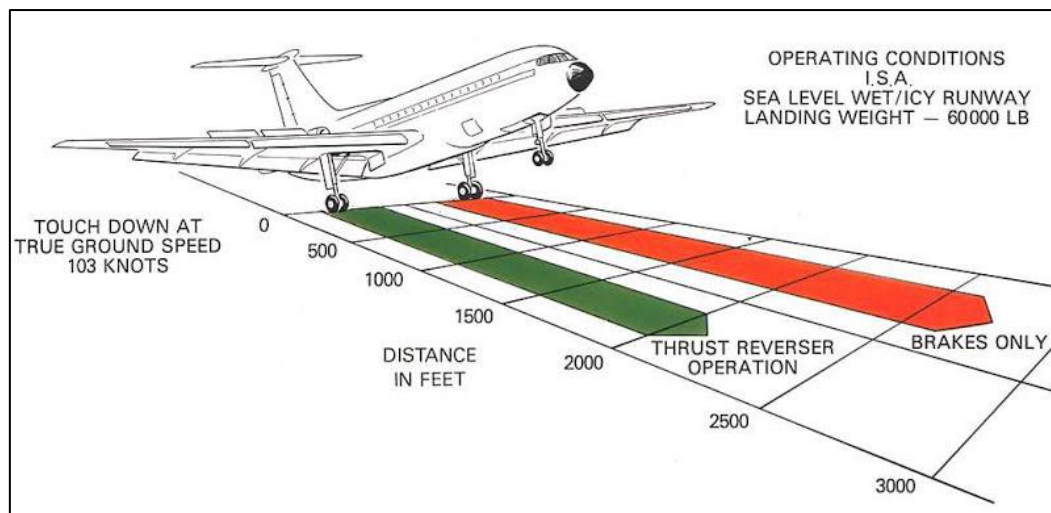 OPERATING CONDITIONS
I.S.A.
SEA LEVEL WET/ICY RUNWAY
LANDING WEIGHT — 60000 LB
TOUCH DOWN AT
TRUE GROUND SPEED
103 KNOTS
0
500
1000
1500
2000
2500
3000
DISTANCE
IN FEET
THRUST REVERSER
OPERATION
BRAKES ONLY